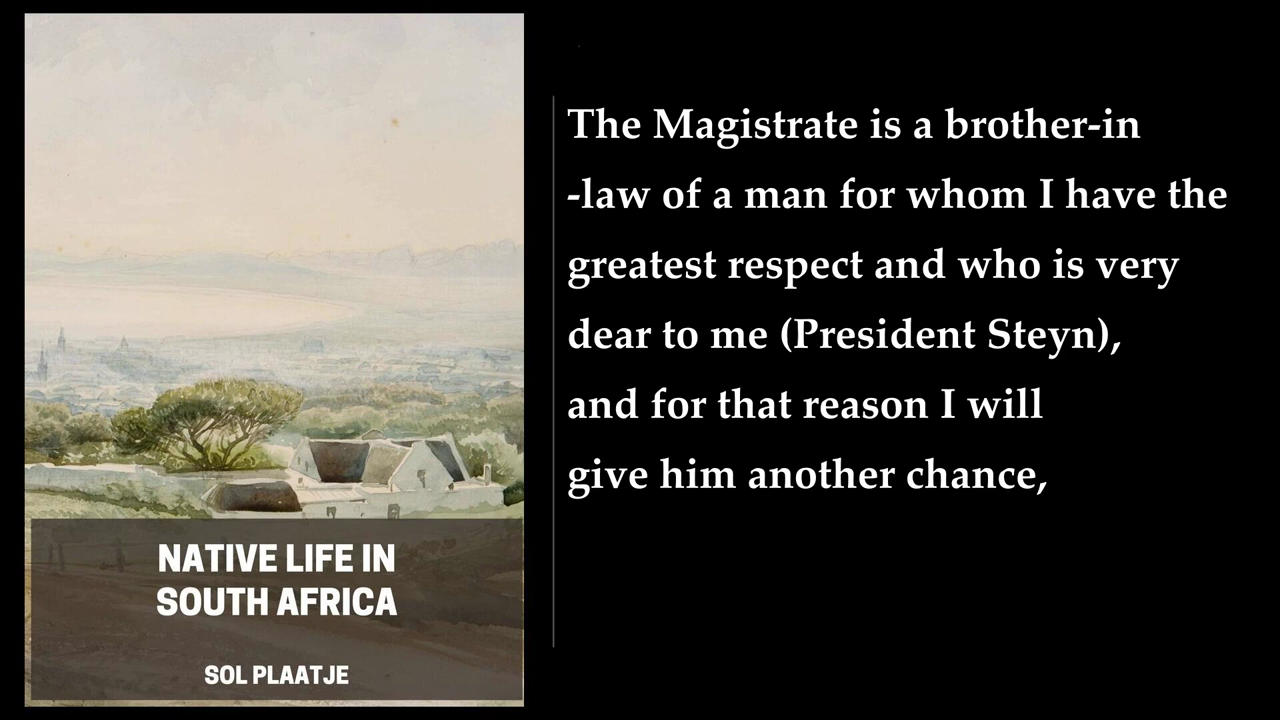 NATIVE LIFE IN
SOUTH AFRICA
SOL PLAATJE
The Magistrate is a brother-in
-law of a man for whom I have the
greatest respect and who is very
dear to me (President Steyn),
and for that reason I will
give him another chance,